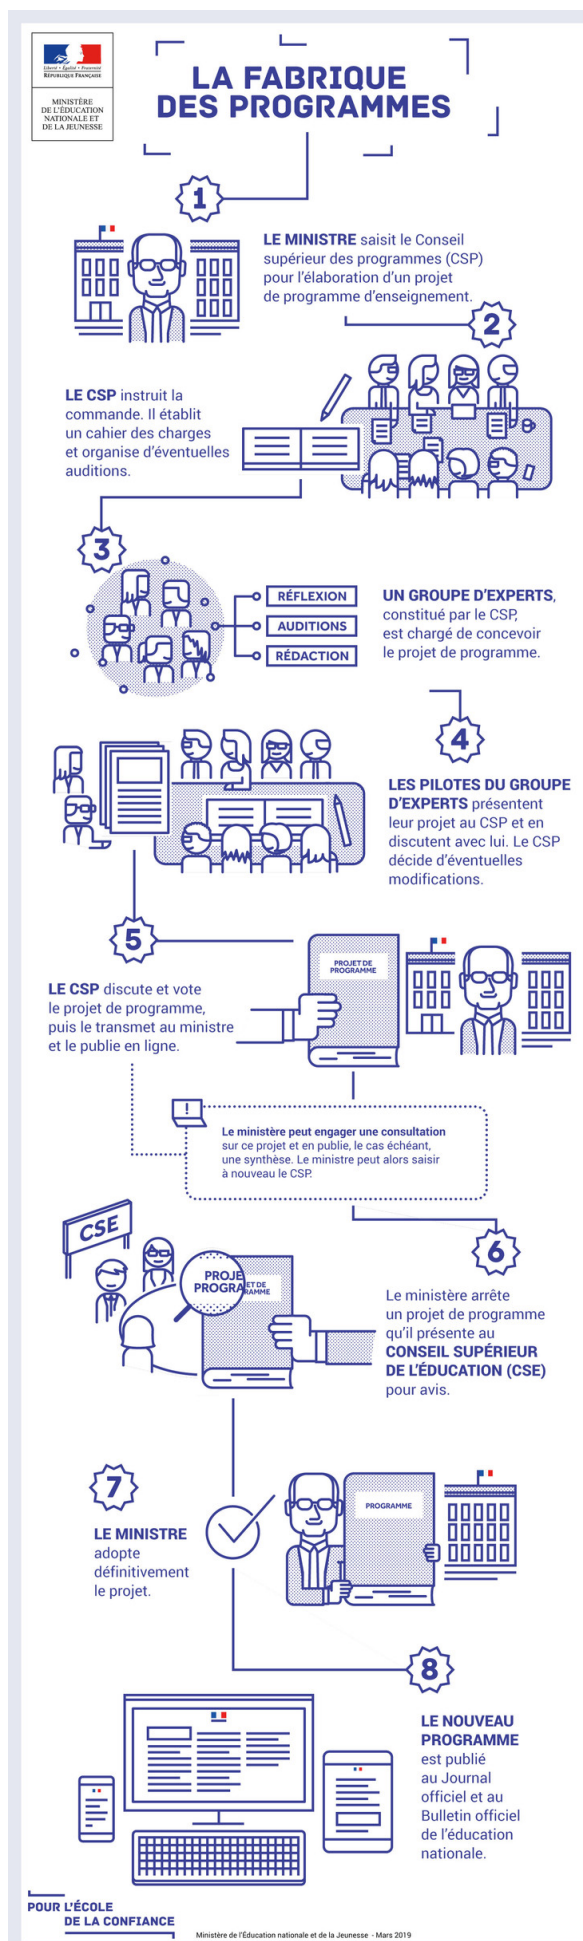 Liberté • Égalité • Fraternité
RÉPUBLIQUE FRANÇAISE
MINISTÈRE
DE L'ÉDUCATION
NATIONALE ET
DE LA JEUNESSE
LA FABRIQUE
DES PROGRAMMES
1
LE MINISTRE saisit le Conseil
supérieur des programmes (CSP)
pour l'élaboration d'un projet
de programme d'enseignement.
2
LE CSP instruit la
commande. Il établit
un cahier des charges
et organise d'éventuelles
auditions.
3
RÉFLEXION
AUDITIONS
RÉDACTION
UN GROUPE D'EXPERTS,
constitué par le CSP,
est chargé de concevoir
le projet de programme.
4
LES PILOTES DU GROUPE
D'EXPERTS présentent
leur projet au CSP et en
discutent avec lui. Le CSP
décide d'éventuelles
modifications.
5
LE CSP discute et vote
le projet de programme,
puis le transmet au ministre
et le publie en ligne.
PROJET DE
PROGRAMME
!
Le ministère peut engager une consultation
sur ce projet et en publie, le cas échéant,
une synthèse. Le ministre peut alors saisir
à nouveau le CSP.
CSE
PROJE
PROGRA
ET DE
RAMME
6
Le ministère arrête
un projet de programme
qu'il présente au
CONSEIL SUPÉRIEUR
DE L'ÉDUCATION (CSE)
pour avis.
7
LE MINISTRE
adopte
définitivement
le projet.
PROGRAMME
8
LE NOUVEAU
PROGRAMME
est publié
au Journal
officiel et au
Bulletin officiel
de l'éducation
nationale.
POUR L'ÉCOLE
DE LA CONFIANCE
Ministère de l'Éducation nationale et de la Jeunesse - Mars 2019